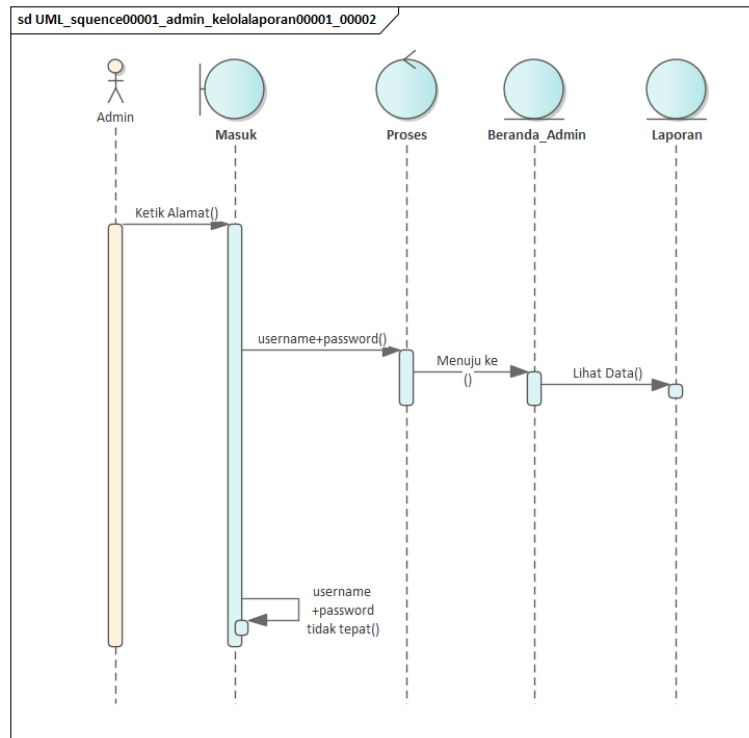 sd UML_squence00001_admin_kelolalaporan00001_00002
Admin
Masuk
Proses
Beranda_Admin
Laporan
Ketik Alamat()
username+password()
Menuju ke
()
Lihat Data()
username
+password
tidak tepat()